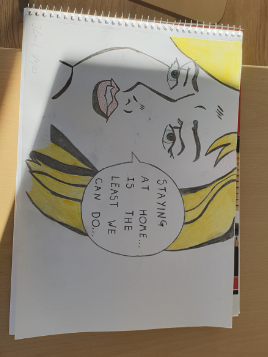 STAYING
AT HOME...
IS THE
LEAST WE
CAN DO...